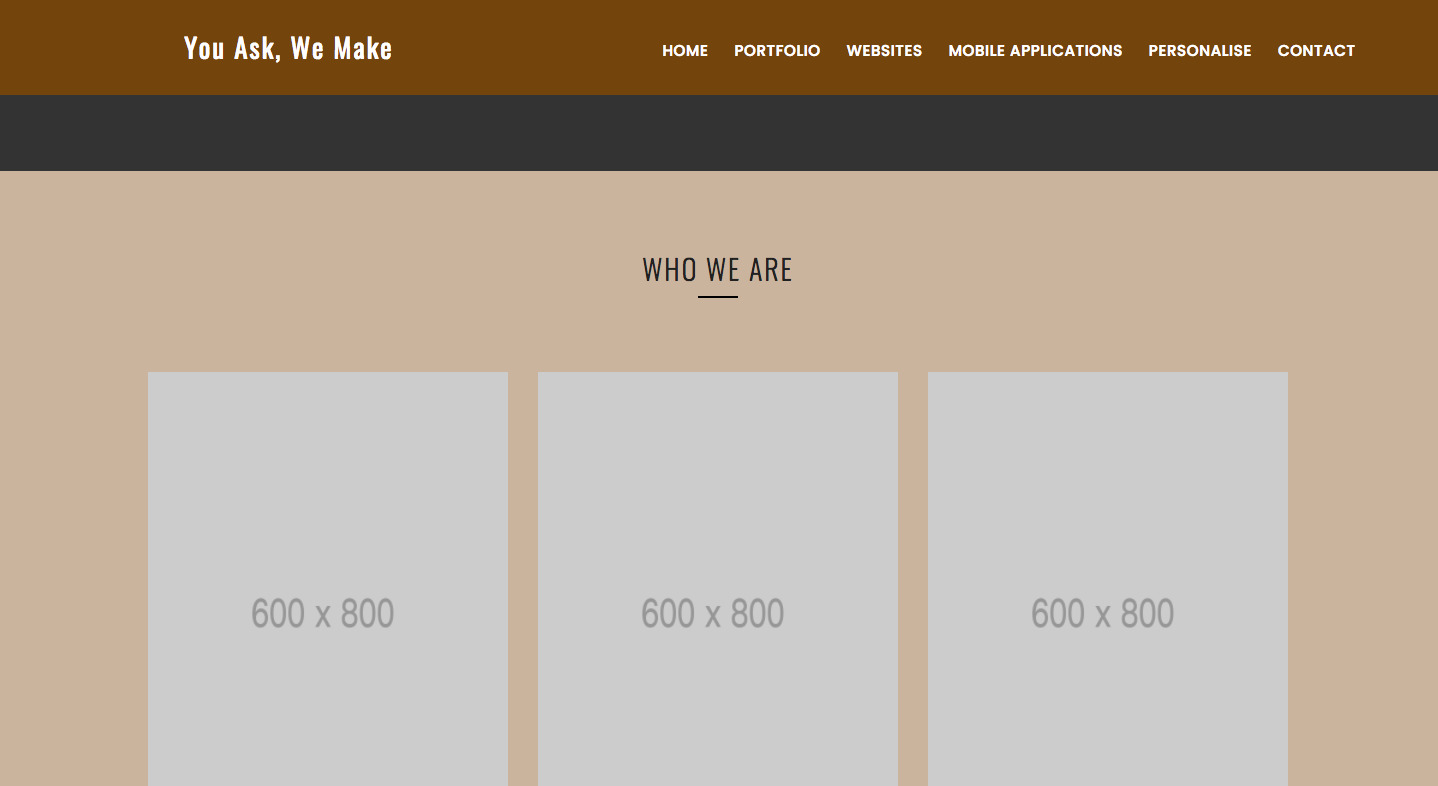 You Ask, We Make
HOME PORTFOLIO WEBSITES MOBILE APPLICATIONS PERSONALISE CONTACT
WHO WE ARE
600 x 800
600 x 800
600 x 800